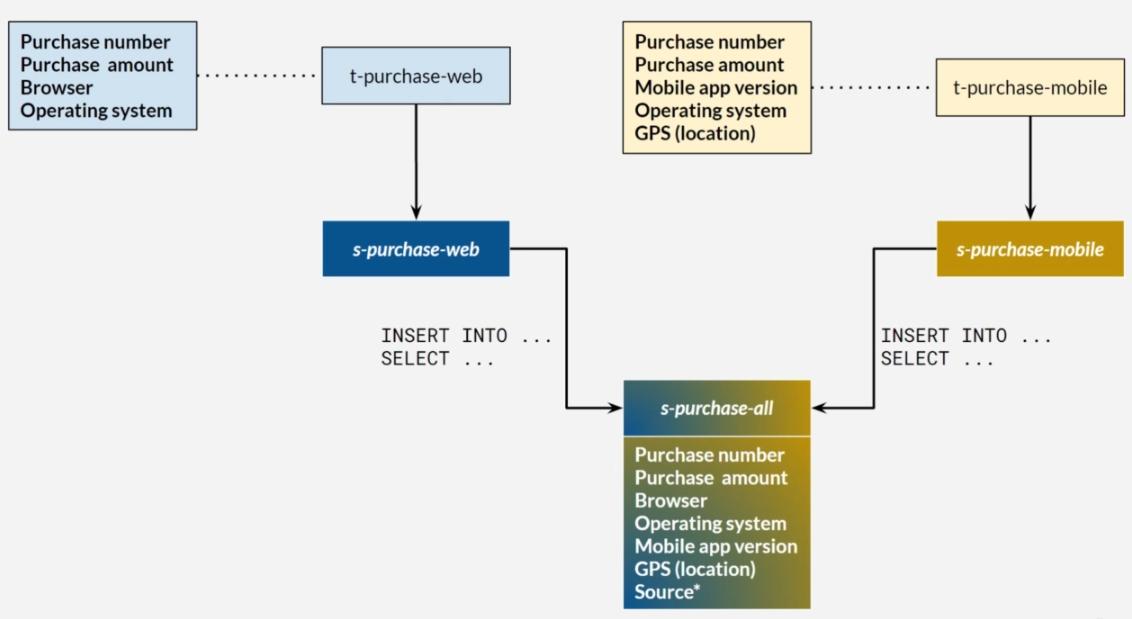 Purchase number
Purchase amount
Browser
Operating system
t-purchase-web
Purchase number
Purchase amount
Mobile app version
Operating system
GPS (location)
t-purchase-mobile
s-purchase-web
s-purchase-mobile
INSERT INTO ...
SELECT ...
INSERT INTO ...
SELECT ...
s-purchase-all
Purchase number
Purchase amount
Browser
Operating system
Mobile app version
GPS (location)
Source*